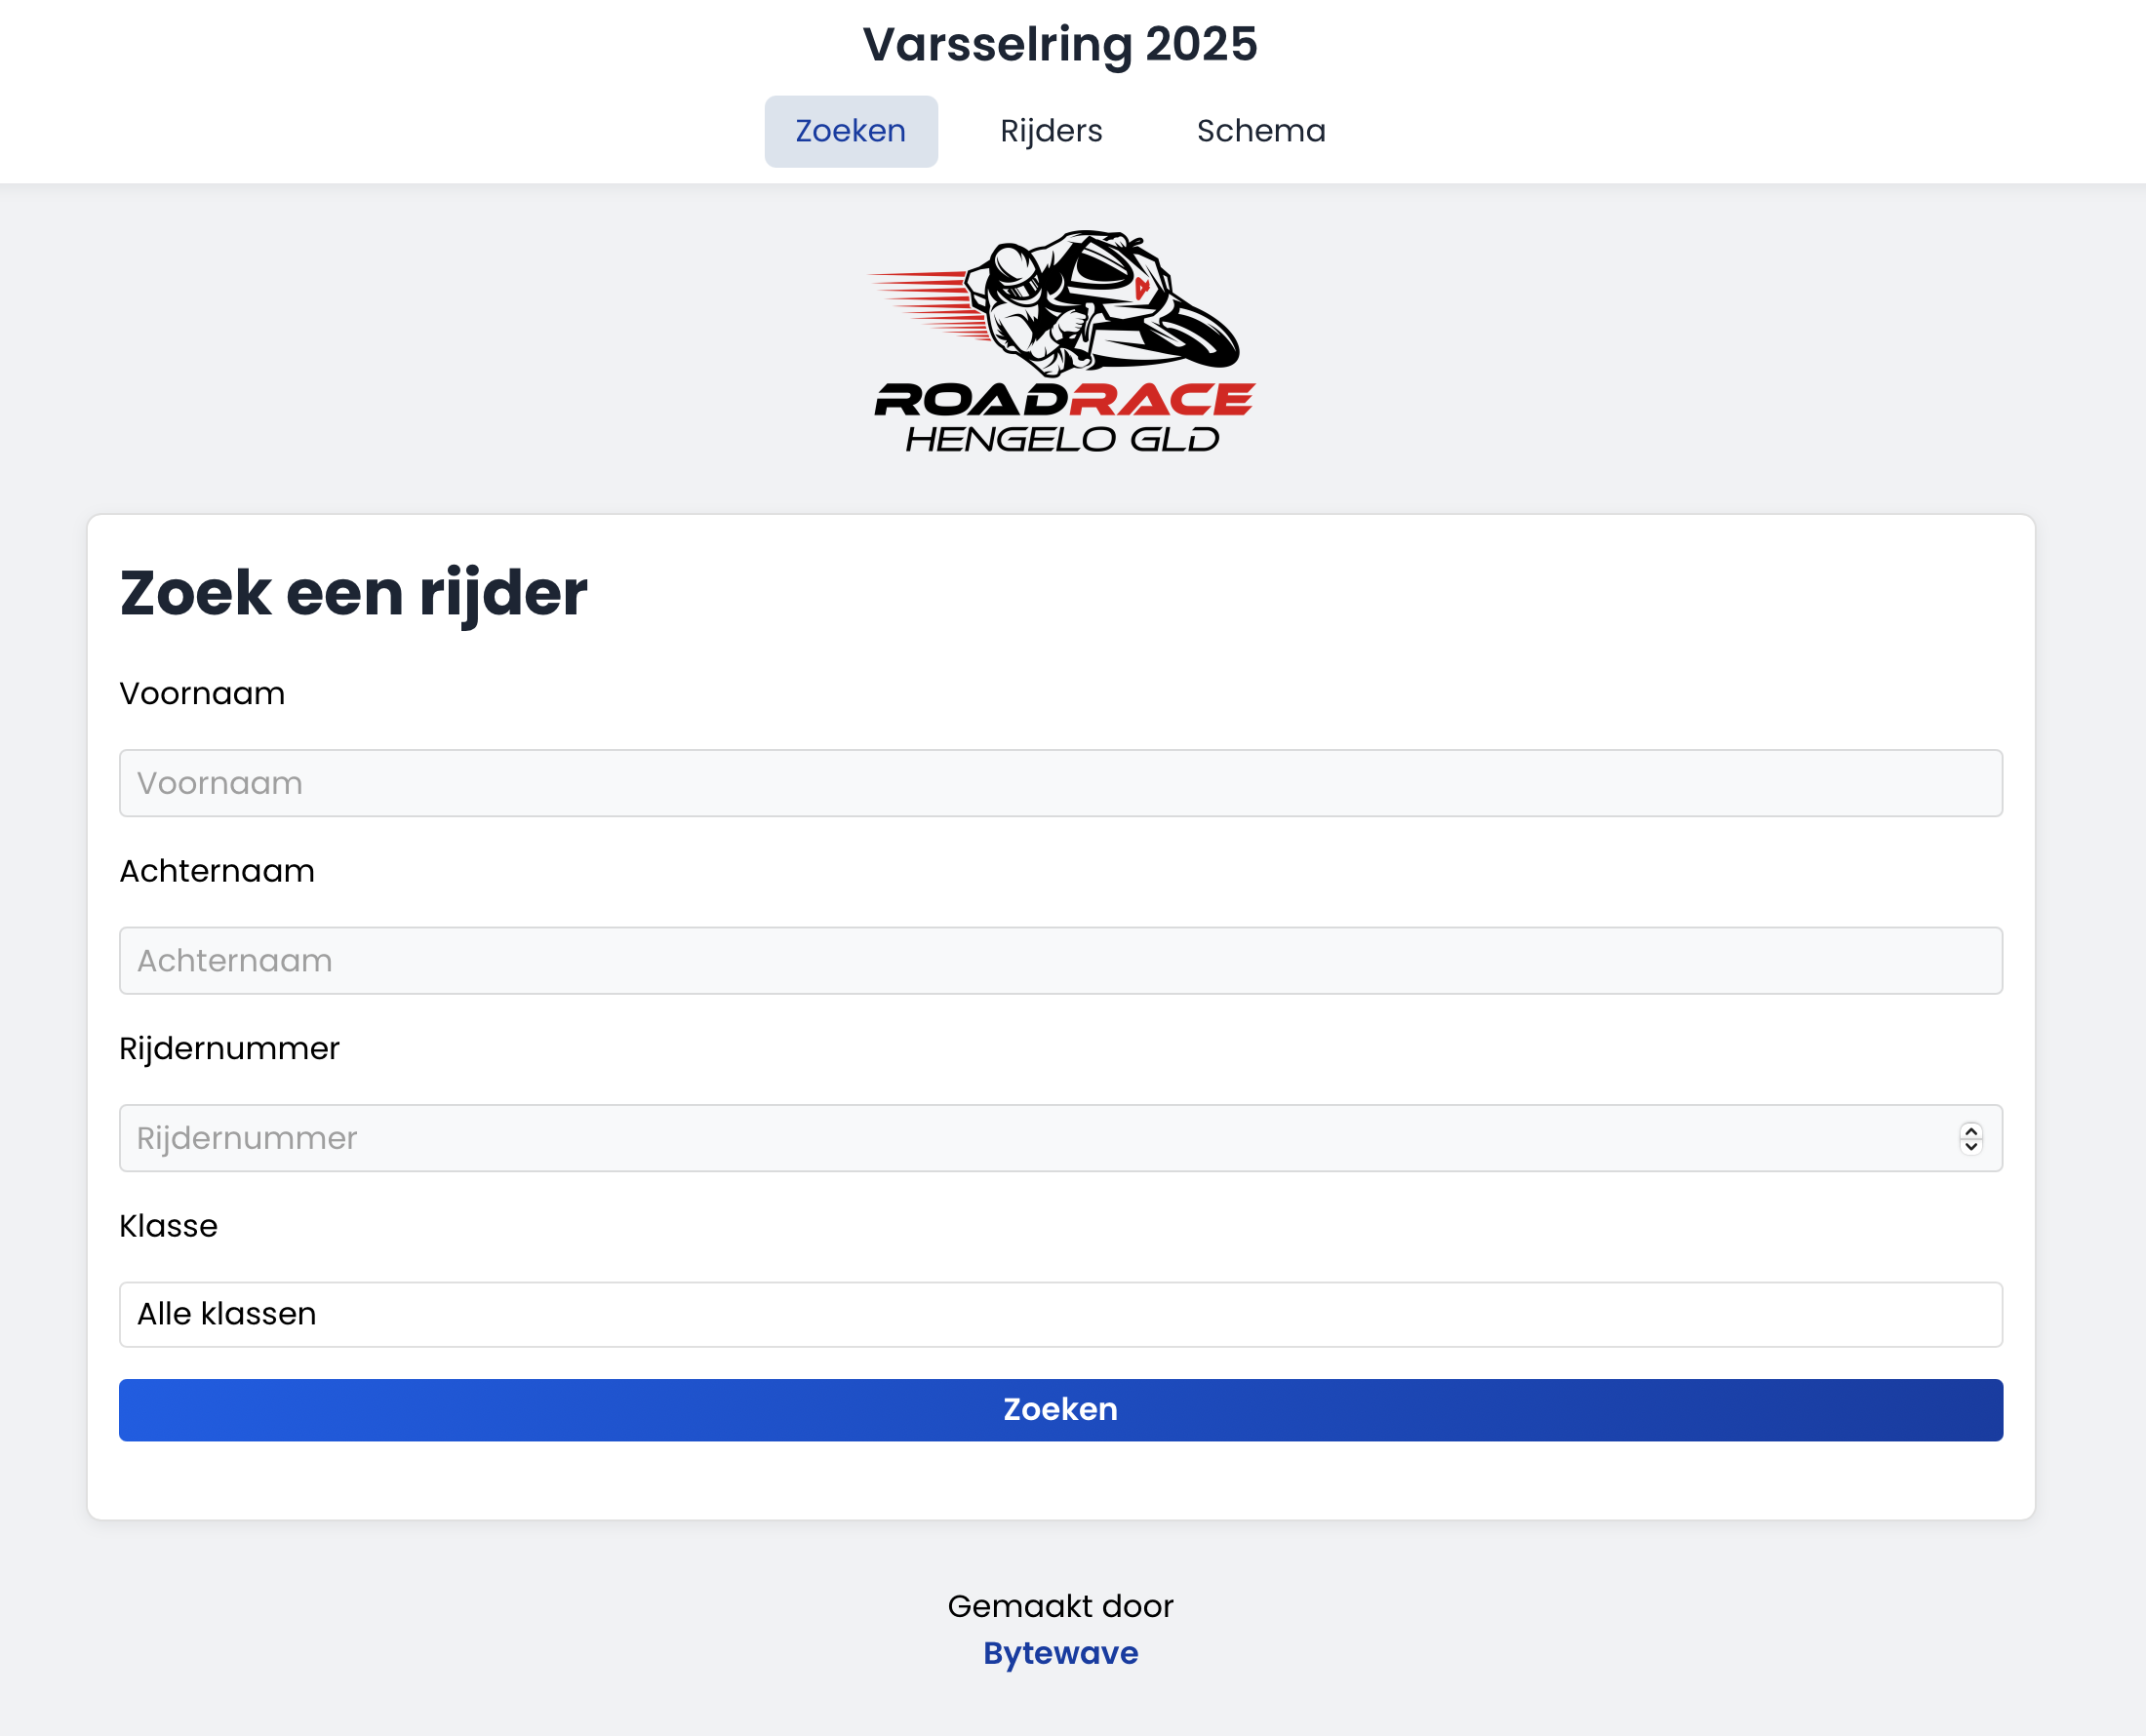 Varsselring 2025
Zoeken Rijders Schema
ROADRACE
HENGELO GLD
Zoek een rijder
Voornaam
Voornaam
Achternaam
Achternaam
Rijdernummer
Rijdernummer
Klasse
Alle klassen
Zoeken
Gemaakt door
Bytewave